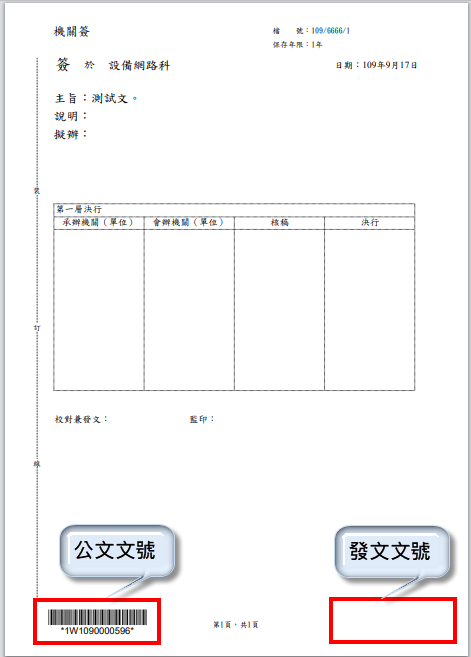 機關簽
檔　　號：109/6666/1
保存年限：1年
簽 於 設備網路科
日期：109年9月17日
主旨：測試文。
說明：
擬辦：
裝
第一層決行
承辦機關（單位） 會辦機關（單位） 核稿 決行
訂
校對兼發文： 監印：
線
公文文號 發文文號
*1W1090000596*
第1頁，共1頁